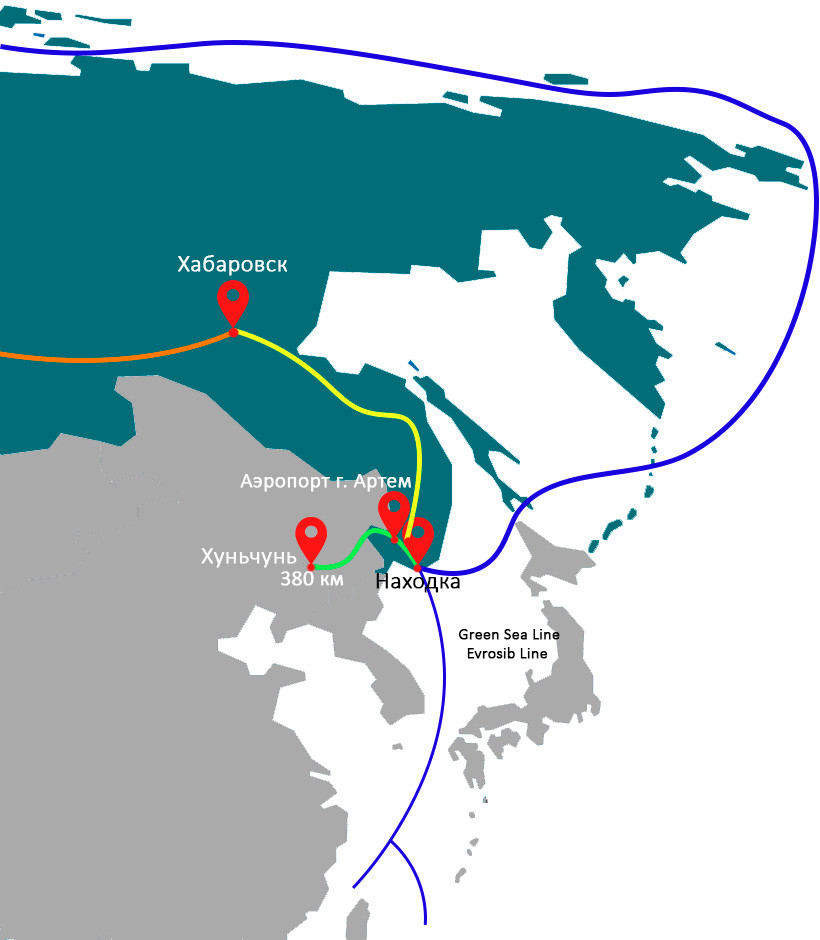 Хабаровск
Аэропорт г. Артем
Хуньчунь
380 км
Находка
Green Sea Line
Evrosib Line